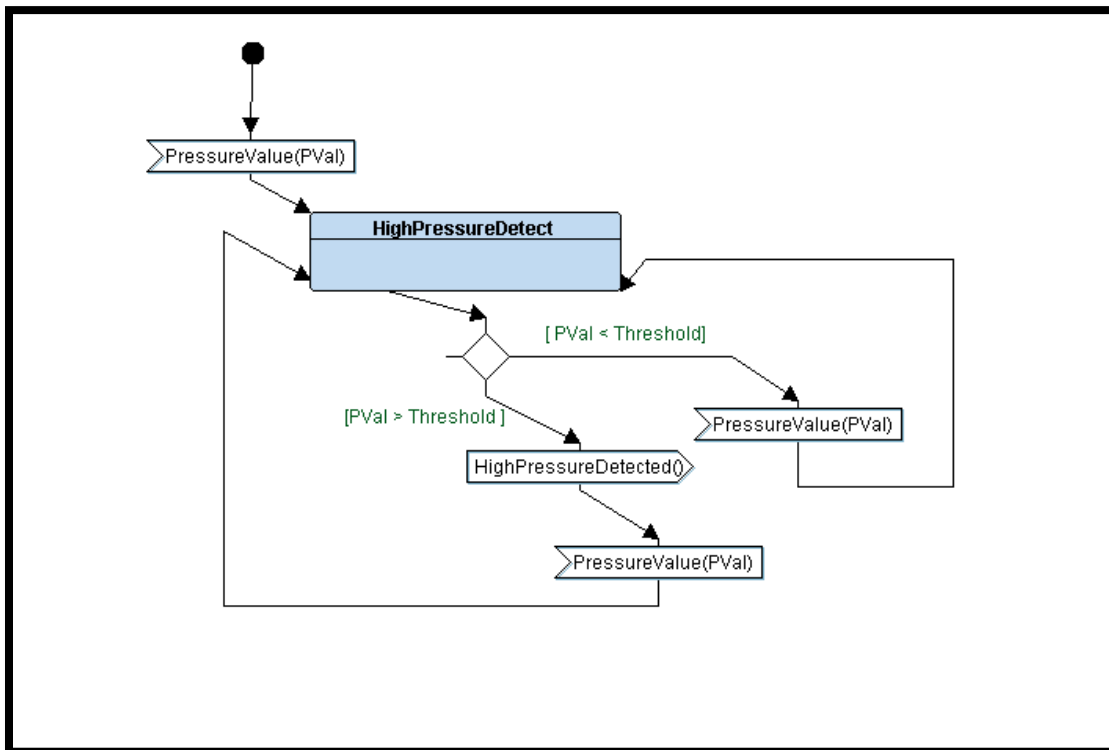 PressureValue(PVal)
HighPressureDetect
[ PVal < Threshold]
[PVal > Threshold ]
PressureValue(PVal)
HighPressureDetected()
PressureValue(PVal)